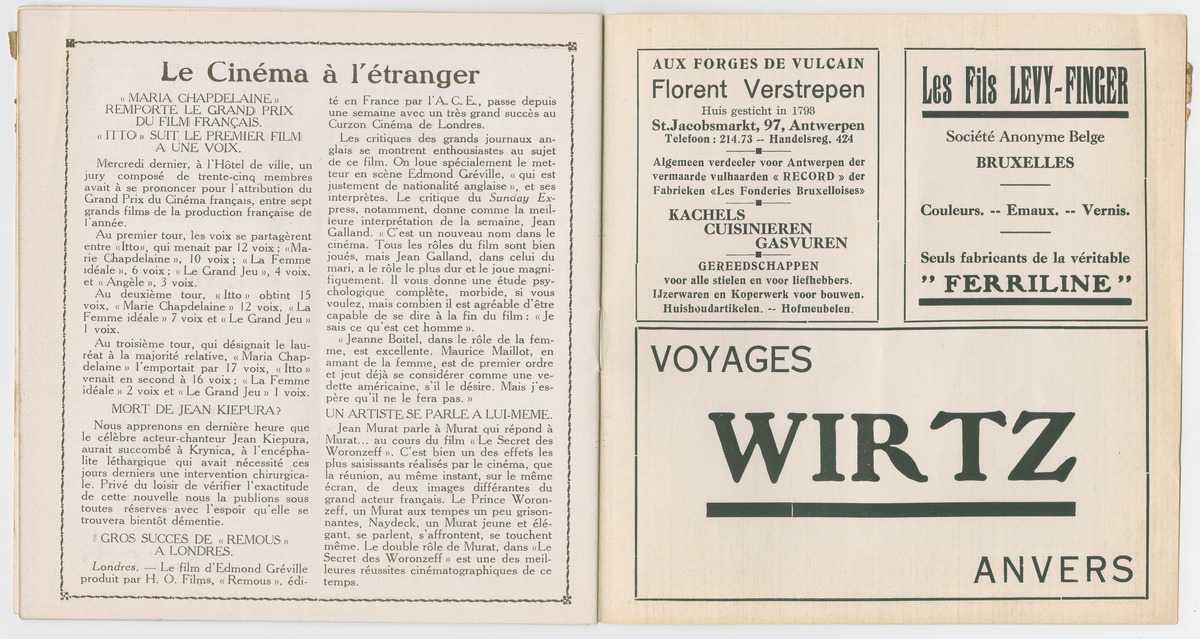 Le Cinéma à l'étranger
« MARIA CHAPDELAINE »
REMPORTE LE GRAND PRIX
DU FILM FRANÇAIS.
« ITTO » SUIT LE PREMIER FILM
A UNE VOIX.
Mercredi dernier, à l'Hôtel de ville, un
jury composé de trente-cinq membres
avait à se prononcer pour l'attribution du
Grand Prix du Cinéma français, entre sept
grands films de la production française de
l'année.
Au premier tour, les voix se partagèrent
entre «Itto», qui menait par 12 voix ; «Ma-
rie Chapdelaine», 10 voix ; « La Femme
idéale », 6 voix ; « Le Grand Jeu », 4 voix,
et « Angèle », 3 voix.
Au deuxième tour, « Itto » obtint 15
voix, « Marie Chapdelaine » 12 voix, « La
Femme idéale » 7 voix et « Le Grand Jeu »
1 voix.
Au troisième tour, qui désignait le lau-
réat à la majorité relative, « Maria Chap-
delaine » l'emportait par 17 voix, « Itto »
venait en second à 16 voix ; « La Femme
idéale » 2 voix et « Le Grand Jeu » 1 voix.
MORT DE JEAN KIEPURA?
Nous apprenons en dernière heure que
le célèbre acteur-chanteur Jean Kiepura,
aurait succombé à Krynica, à l'encépha-
lite léthargique qui avait nécessité ces
jours derniers une intervention chirurgica-
le. Privé du loisir de vérifier l'exactitude
de cette nouvelle nous la publions sous
toutes réserves avec l'espoir qu'elle se
trouvera bientôt démentie.
GROS SUCCES DE « REMOUS »
A LONDRES.
Londres. — Le film d'Edmond Gréville
produit par H. O. Films, « Remous », édi-
té en France par l'A. C. E., passe depuis
une semaine avec un très grand succès au
Curzon Cinéma de Londres.
Les critiques des grands journaux an-
glais se montrent enthousiastes au sujet
de ce film. On loue spécialement le met-
teur en scène Edmond Gréville, « qui est
justement de nationalité anglaise », et ses
interprètes. Le critique du Sunday Ex-
press, notamment, donne comme la meil-
leure interprétation de la semaine, Jean
Galland. « C'est un nouveau nom dans le
cinéma. Tous les rôles du film sont bien
joués, mais Jean Galland, dans celui du
mari, a le rôle le plus dur et le joue magni-
fiquement. Il vous donne une étude psy-
chologique complète, morbide, si vous
voulez, mais combien il est agréable d'être
capable de se dire à la fin du film : « Je
sais ce qu'est cet homme ».
« Jeanne Boitel, dans le rôle de la fem-
me, est excellente. Maurice Maillot, en
amant de la femme, est de premier ordre
et jeut déjà se considérer comme une ve-
dette américaine, s'il le désire. Mais j'es-
père qu'il ne le fera pas. »
UN ARTISTE SE PARLE A LUI-MEME.
Jean Murat parle à Murat qui répond à
Murat... au cours du film « Le Secret des
Woronzeff ». C'est bien un des effets les
plus saisissants réalisés par le cinéma, que
la réunion, au même instant, sur le même
écran, de deux images différantes du
grand acteur français. Le Prince Woron-
zeff, un Murat aux tempes un peu grison-
nantes, Naydeck, un Murat jeune et élé-
gant, se parlent, s'affrontent, se touchent
même. Le double rôle de Murat, dans «Le
Secret des Woronzeff » est une des meil-
leures réussites cinématographiques de ce
temps.
AUX FORGES DE VULCAIN
Florent Verstrepen
Huis gesticht in 1793
St.Jacobsmarkt, 97, Antwerpen
Telefoon : 214.73 -- Handelsreg. 424
Algemeen verdeeler voor Antwerpen der
vermaarde vulhaarden « RECORD » der
Fabrieken «Les Fonderies Bruxelloises»
KACHELS
CUISINIEREN
GASVUREN
GEREEDSCHAPPEN
voor alle stielen en voor liefhebbers.
IJzerwaren en Koperwerk voor bouwen.
Huishoudartikelen. -- Hofmeubelen.
Les Fils LEVY-FINGER
Société Anonyme Belge
BRUXELLES
Couleurs. -- Emaux. -- Vernis.
Seuls fabricants de la véritable
" FERRILINE "
VOYAGES
WIRTZ
ANVERS